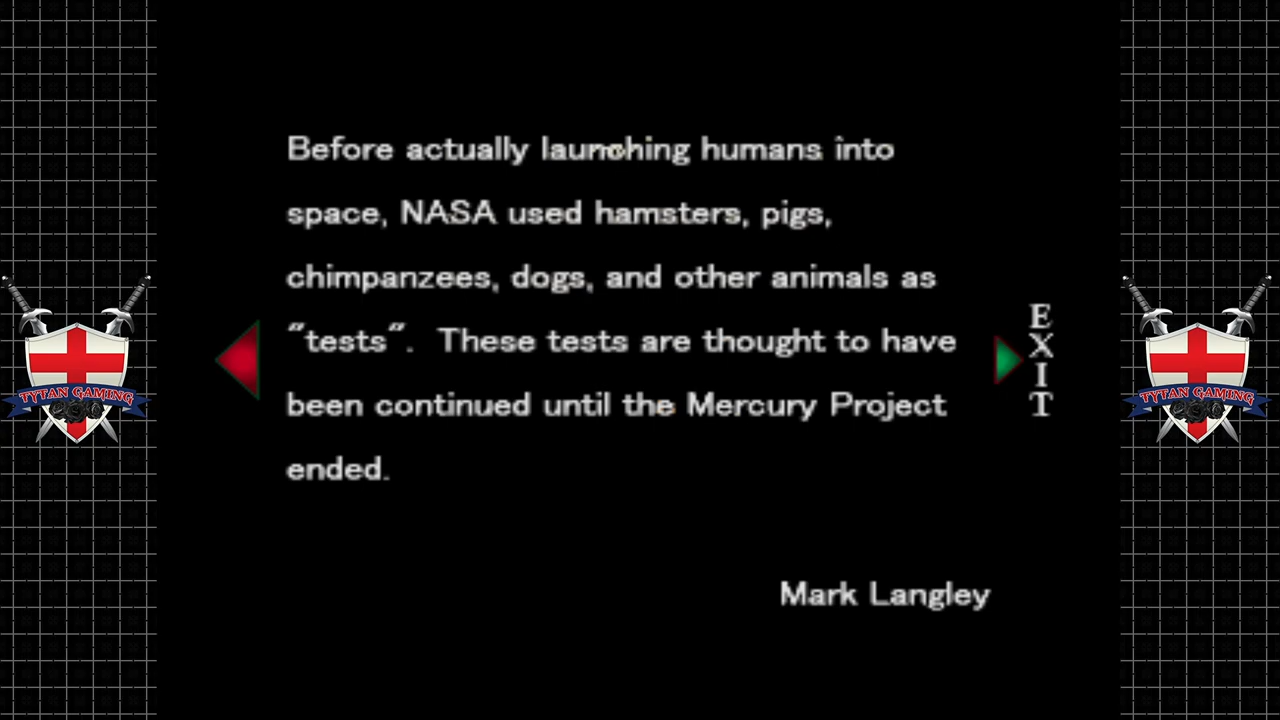 Before actually launching humans into
space, NASA used hamsters, pigs,
chimpanzees, dogs, and other animals as
"tests".  These tests are thought to have
been continued until the Mercury Project
ended.
Mark Langley
EXIT
TYTAN GAMING
TYTAN GAMING